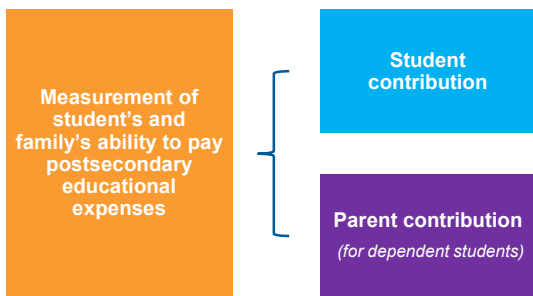 Measurement of
student's and
family's ability to pay
postsecondary
educational
expenses
Student
contribution
Parent contribution
(for dependent students)